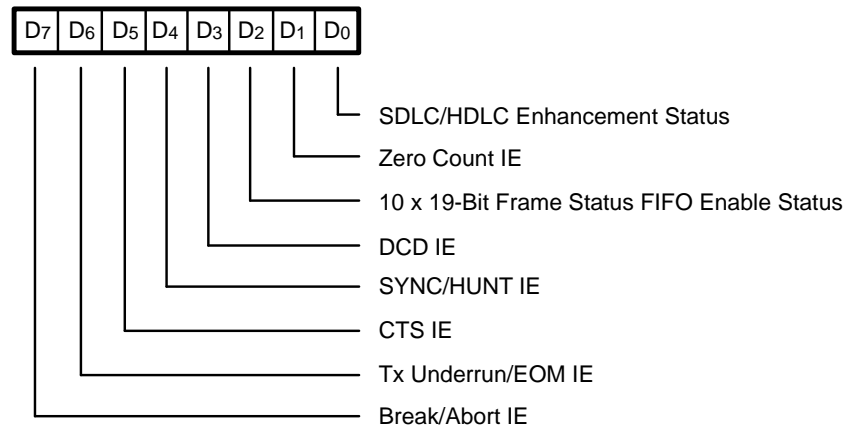 D7 D6 D5 D4 D3 D2 D1 D0
SDLC/HDLC Enhancement Status
Zero Count IE
10 x 19-Bit Frame Status FIFO Enable Status
DCD IE
SYNC/HUNT IE
CTS IE
Tx Underrun/EOM IE
Break/Abort IE